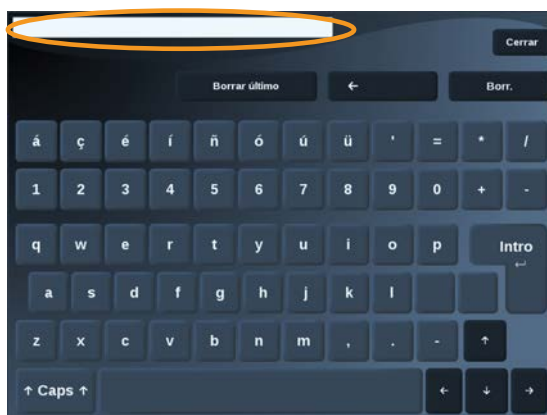 Cerrar
Borrar último ← Borr.
á ç é í ñ ó ú ü ' = * /
1 2 3 4 5 6 7 8 9 0 + -
q w e r t y u i o p Intro ↵
a s d f g h j k l
z x c v b n m , . - ↑
↑ Caps ↑ ← ↓ →